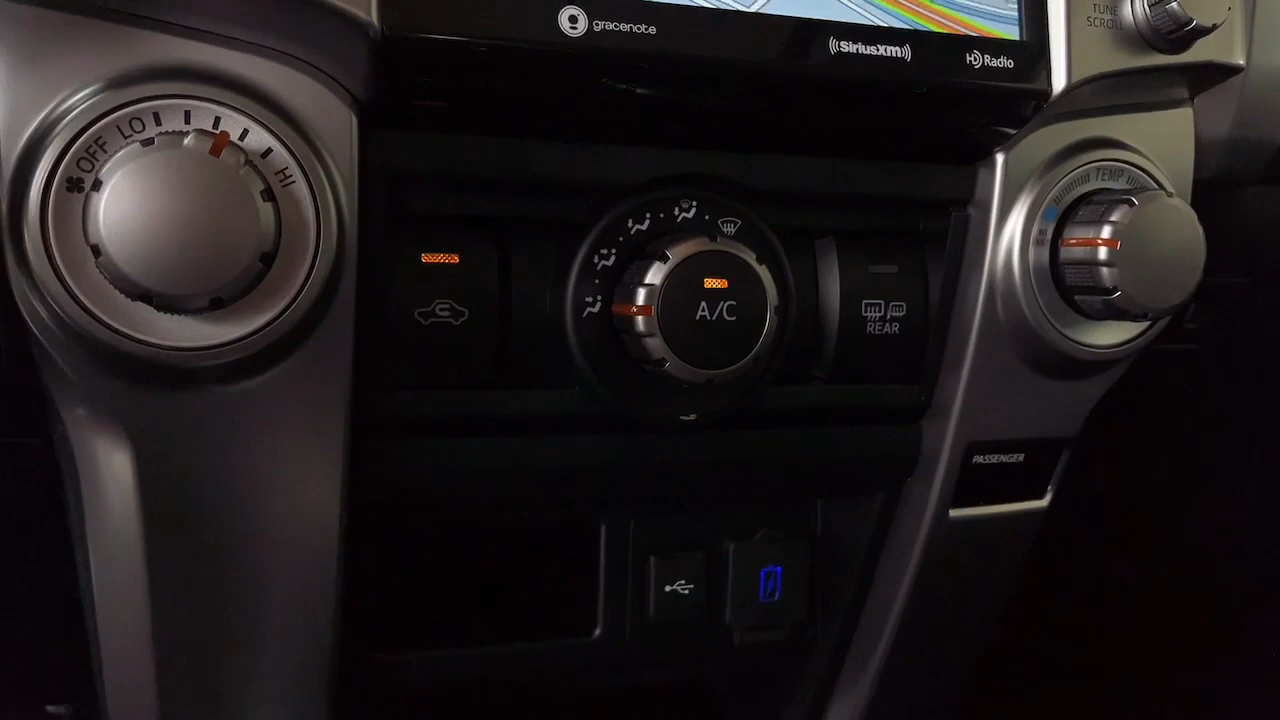 gracenote
SiriusXM
HD Radio
TUNE
SCROLL
OFF LO HI
TEMP
A/C
REAR
PASSENGER